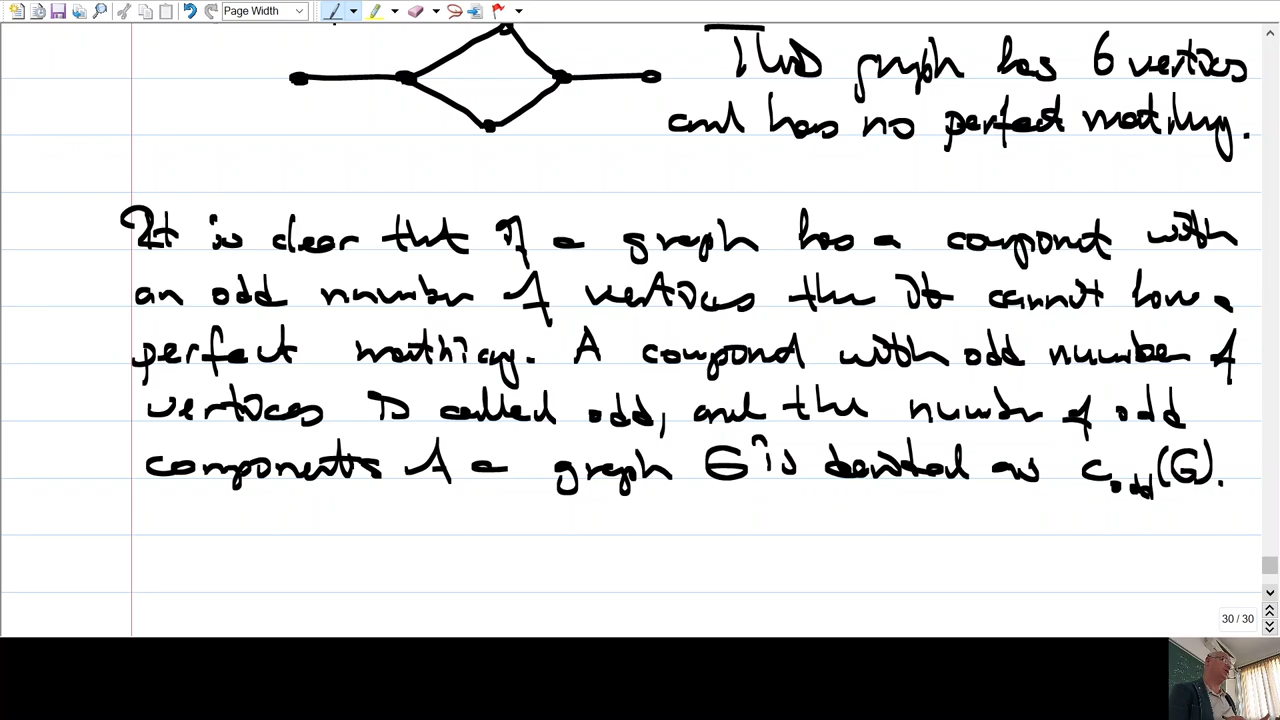 Page Width
This graph has 6 vertices
and has no perfect matching.
It is clear that if a graph has a component with
an odd number of vertices then it cannot have a
perfect matching. A component with odd number of
vertices is called odd, and the number of odd
components of a graph G is denoted as c_odd(G).
30 / 30